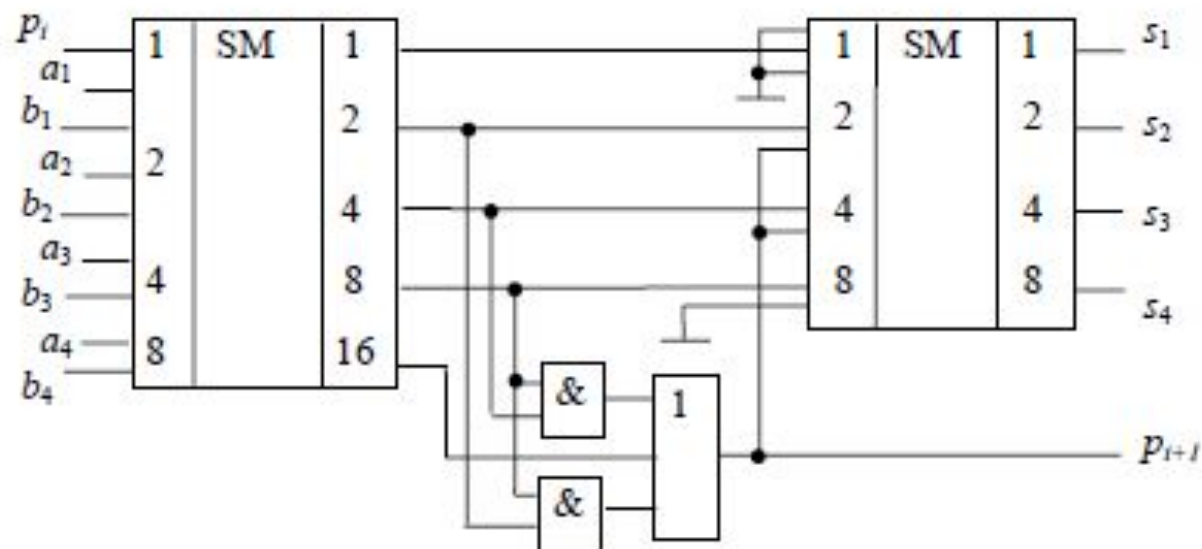 pᵢ 1 SM 1 1 SM 1 s₁
a₁
b₁ 2 2 2 s₂
a₂ 2
b₂ 4 4 4 s₃
a₃
b₃ 4 8 8 8 s₄
a₄ 8 16
b₄
& 1
pᵢ₊₁
&